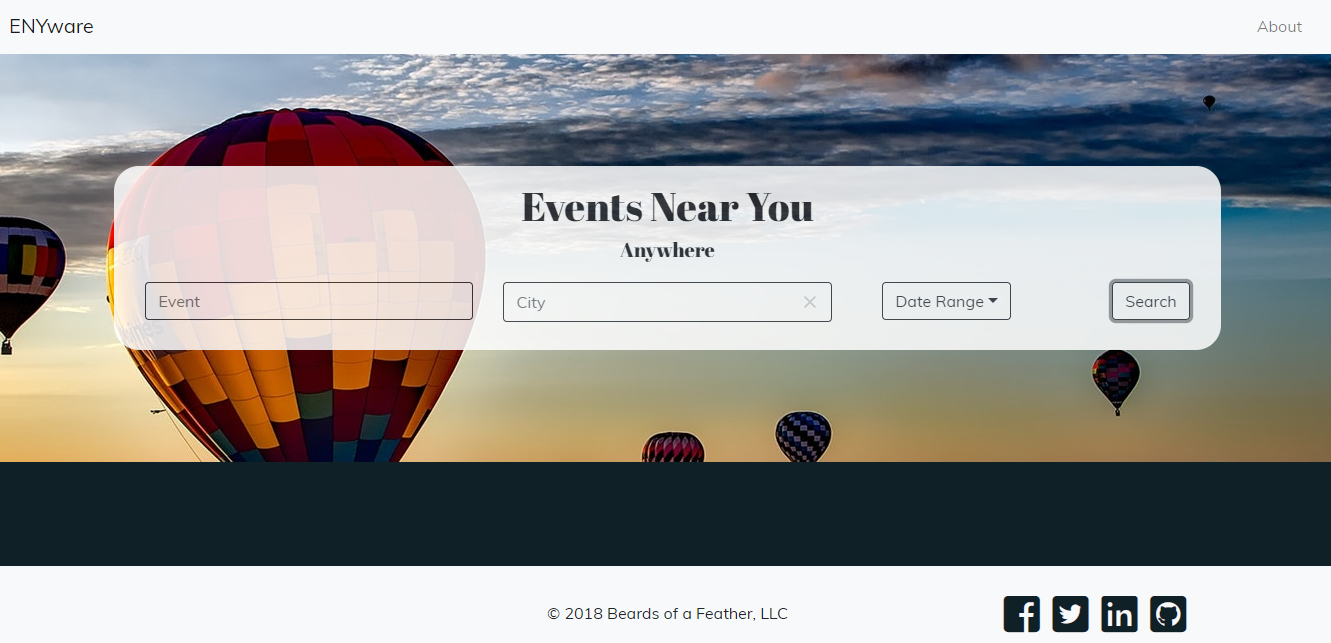 ENYware
About
Events Near You
Anywhere
Event
City
Date Range
Search
© 2018 Beards of a Feather, LLC